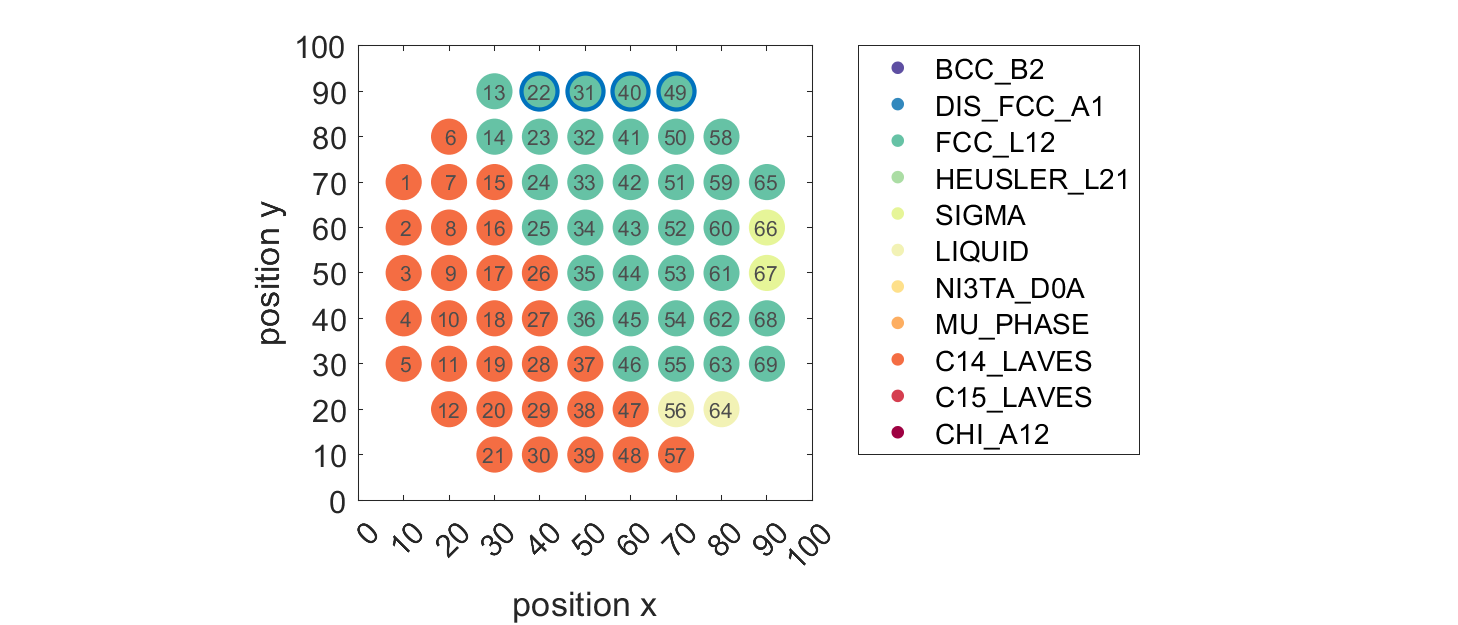 100
90
80
70
60
50
40
30
20
10
0
position y
13 22 31 40 49
6 14 23 32 41 50 58
1 7 15 24 33 42 51 59 65
2 8 16 25 34 43 52 60 66
3 9 17 26 35 44 53 61 67
4 10 18 27 36 45 54 62 68
5 11 19 28 37 46 55 63 69
12 20 29 38 47 56 64
21 30 39 48 57
0 10 20 30 40 50 60 70 80 90 100
position x
BCC_B2
DIS_FCC_A1
FCC_L12
HEUSLER_L21
SIGMA
LIQUID
NI3TA_D0A
MU_PHASE
C14_LAVES
C15_LAVES
CHI_A12